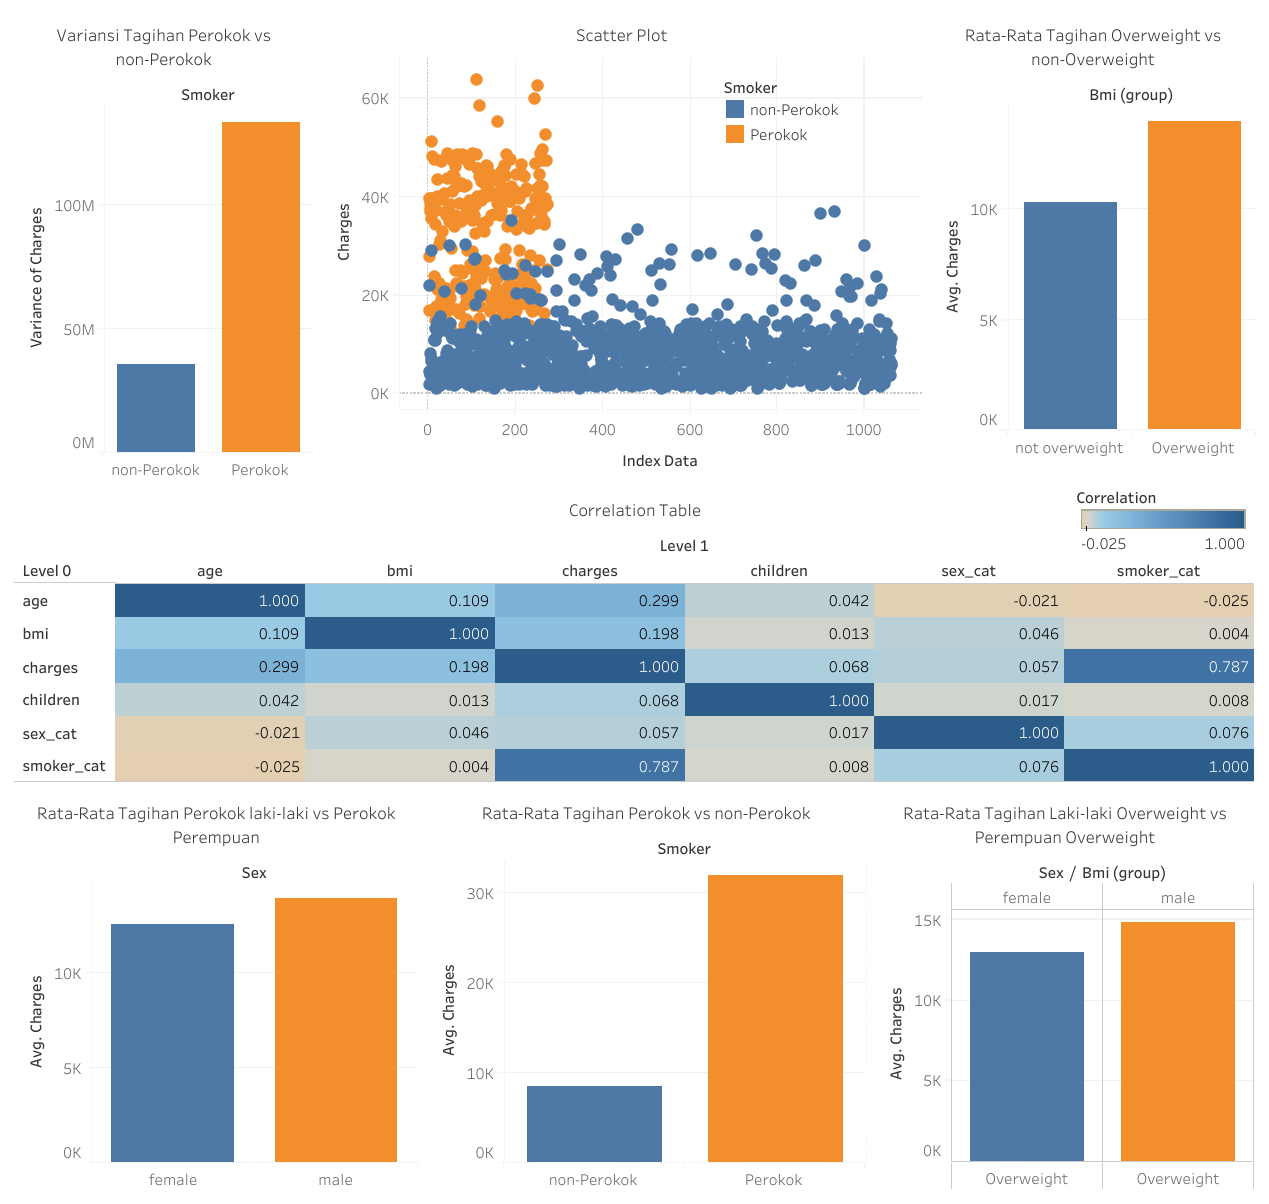 Variansi Tagihan Perokok vs
non-Perokok
Smoker
Variance of Charges
100M
50M
0M
non-Perokok
Perokok
Scatter Plot
Smoker
non-Perokok
Perokok
Charges
60K
40K
20K
0K
0 200 400 600 800 1000
Index Data
Rata-Rata Tagihan Overweight vs
non-Overweight
Bmi (group)
Avg. Charges
10K
5K
0K
not overweight
Overweight
Correlation Table
Correlation
-0.025 1.000
Level 1
Level 0 age bmi charges children sex_cat smoker_cat
age 1.000 0.109 0.299 0.042 -0.021 -0.025
bmi 0.109 1.000 0.198 0.013 0.046 0.004
charges 0.299 0.198 1.000 0.068 0.057 0.787
children 0.042 0.013 0.068 1.000 0.017 0.008
sex_cat -0.021 0.046 0.057 0.017 1.000 0.076
smoker_cat -0.025 0.004 0.787 0.008 0.076 1.000
Rata-Rata Tagihan Perokok laki-laki vs Perokok
Perempuan
Sex
Avg. Charges
10K
5K
0K
female
male
Rata-Rata Tagihan Perokok vs non-Perokok
Smoker
Avg. Charges
30K
20K
10K
0K
non-Perokok
Perokok
Rata-Rata Tagihan Laki-laki Overweight vs
Perempuan Overweight
Sex / Bmi (group)
female male
Avg. Charges
15K
10K
5K
0K
Overweight
Overweight